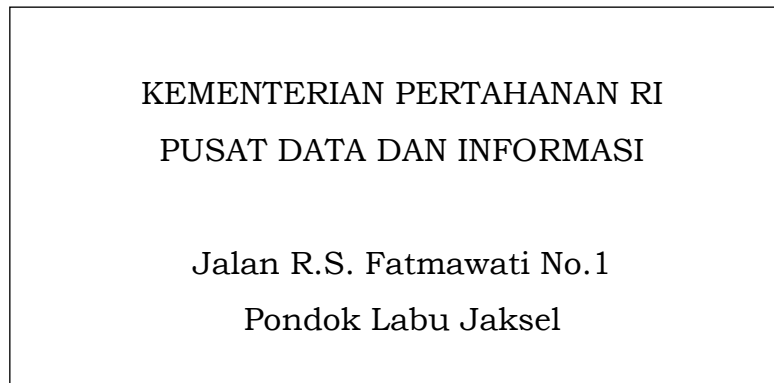 KEMENTERIAN PERTAHANAN RI
PUSAT DATA DAN INFORMASI
Jalan R.S. Fatmawati No.1
Pondok Labu Jaksel